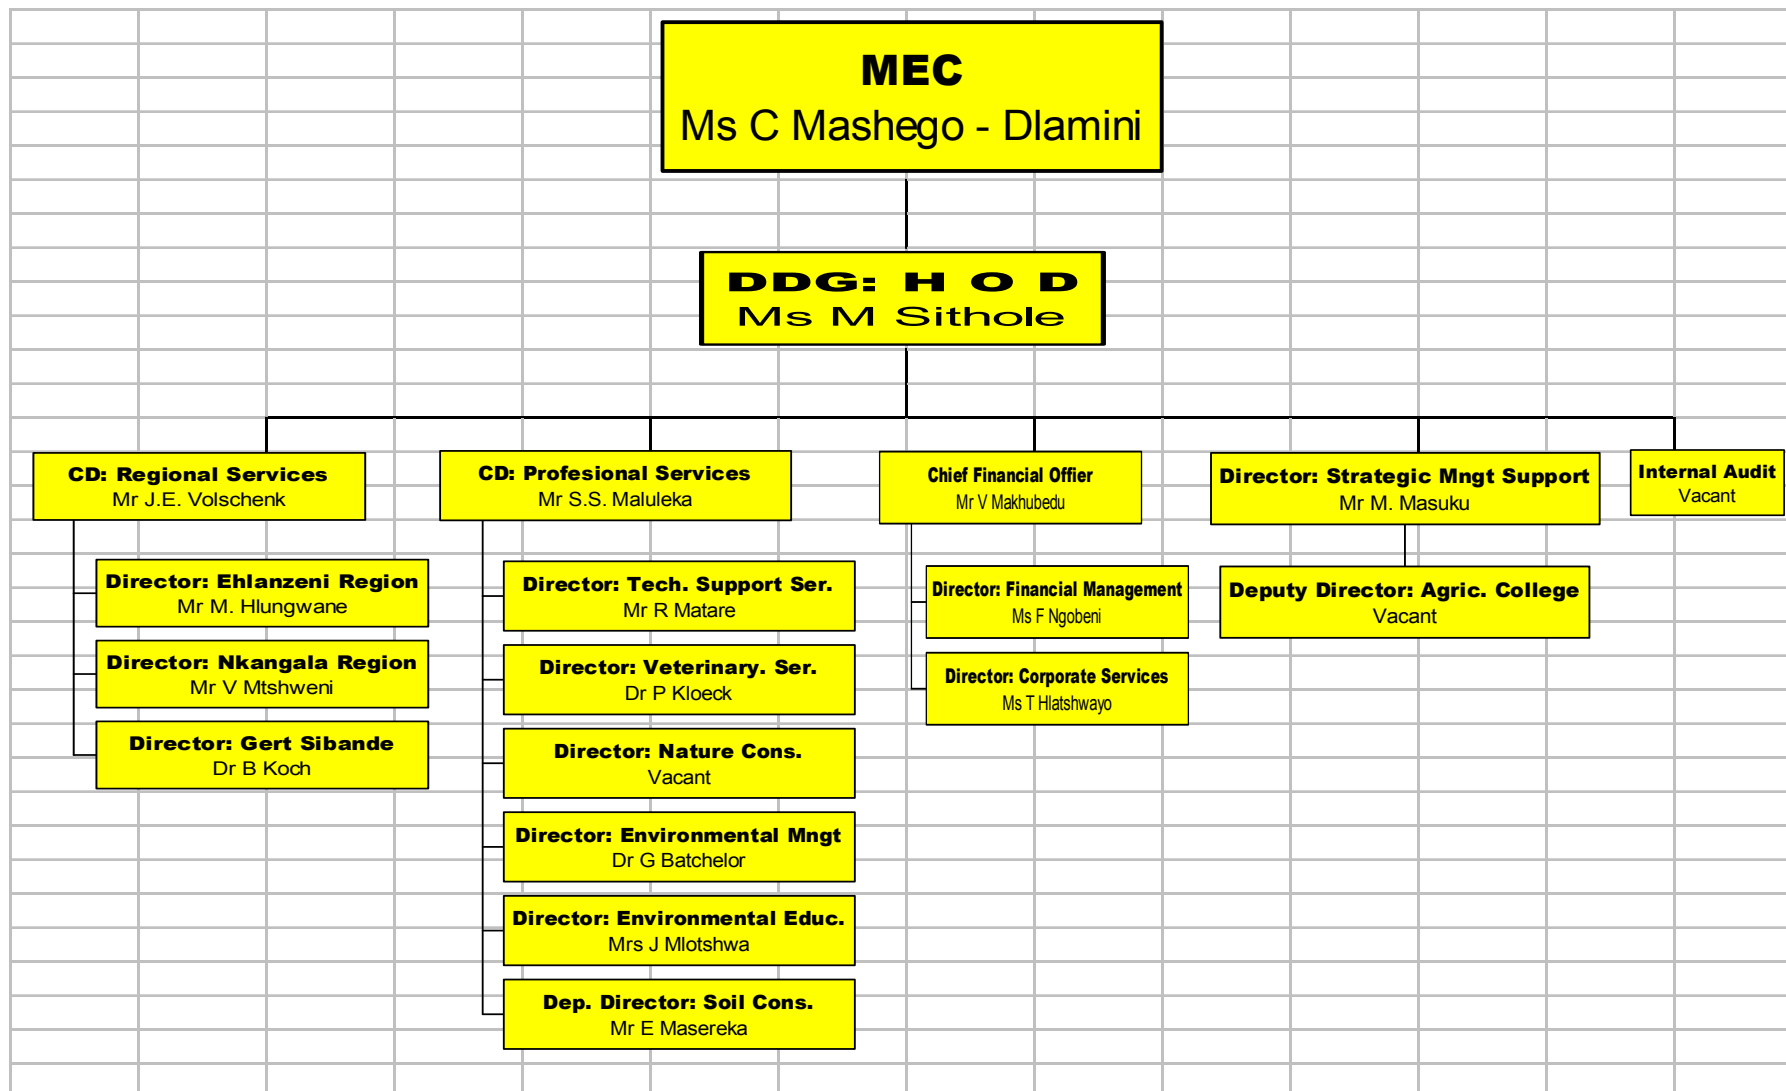 MEC
Ms C Mashego - Dlamini
DDG: H O D
Ms M Sithole
CD: Regional Services
Mr J.E. Volschenk
Director: Ehlanzeni Region
Mr M. Hlungwane
Director: Nkangala Region
Mr V Mtshweni
Director: Gert Sibande
Dr B Koch
CD: Profesional Services
Mr S.S. Maluleka
Director: Tech. Support Ser.
Mr R Matare
Director: Veterinary. Ser.
Dr P Kloeck
Director: Nature Cons.
Vacant
Director: Environmental Mngt
Dr G Batchelor
Director: Environmental Educ.
Mrs J Mlotshwa
Dep. Director: Soil Cons.
Mr E Masereka
Chief Financial Offier
Mr V Makhubedu
Director: Financial Management
Ms F Ngobeni
Director: Corporate Services
Ms T Hlatshwayo
Director: Strategic Mngt Support
Mr M. Masuku
Deputy Director: Agric. College
Vacant
Internal Audit
Vacant